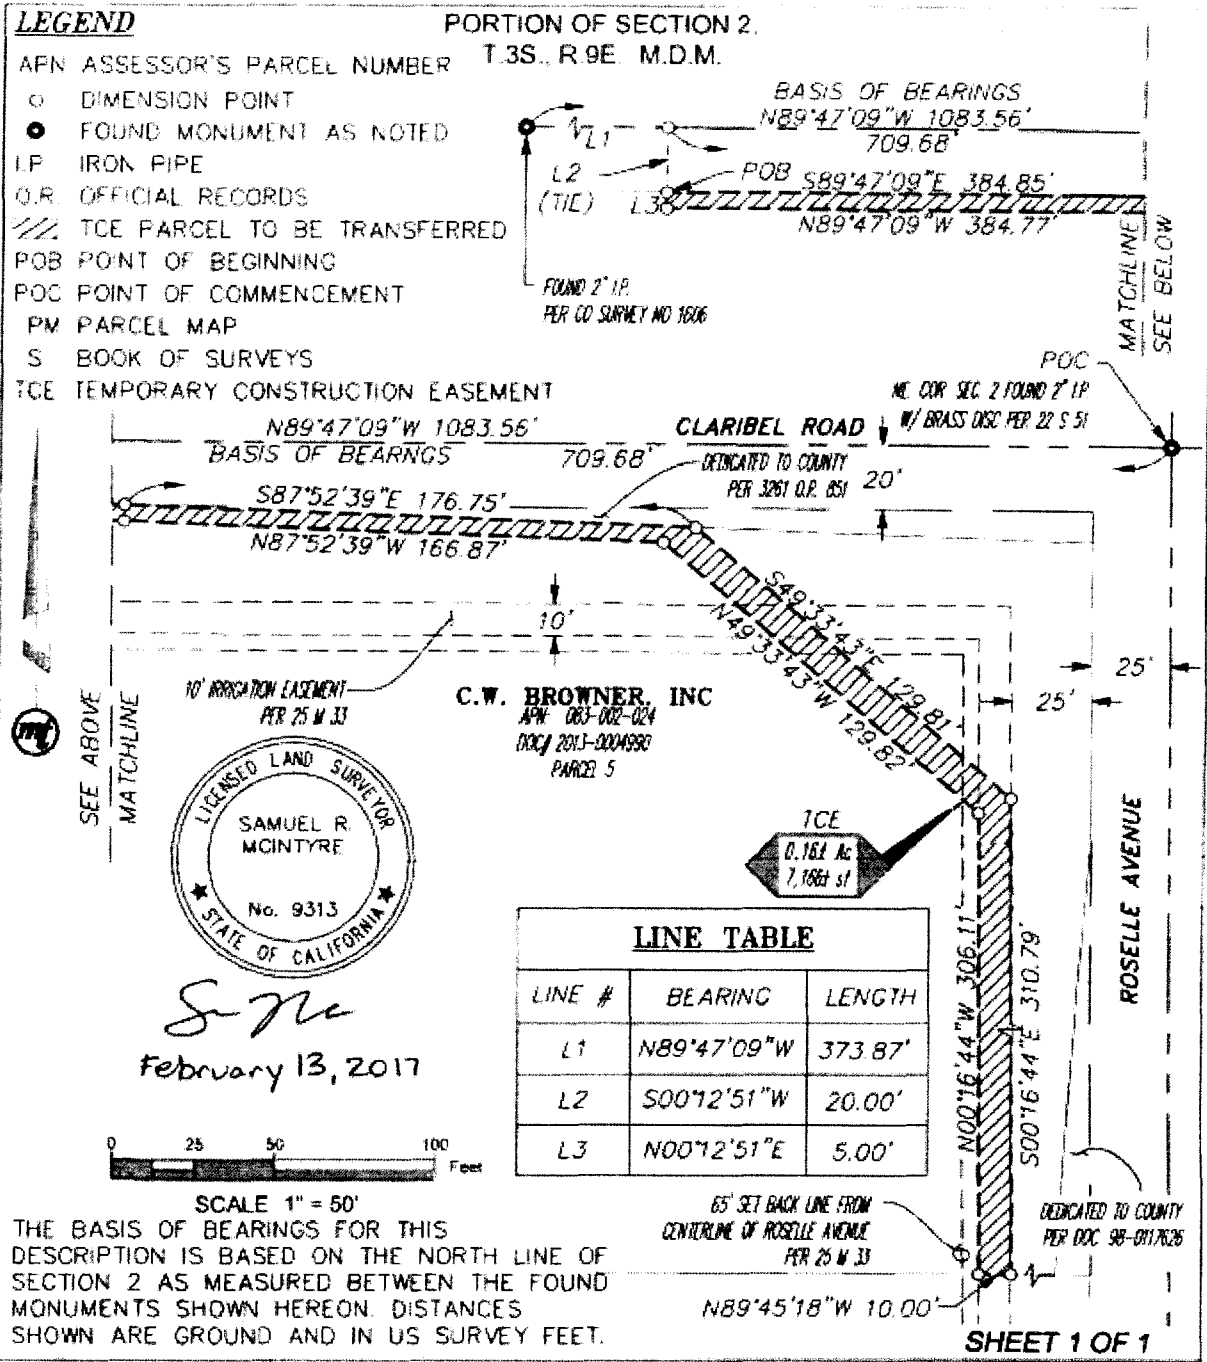 LEGEND
APN ASSESSOR'S PARCEL NUMBER
DIMENSION POINT
FOUND MONUMENT AS NOTED
I.P. IRON PIPE
O.R. OFFICIAL RECORDS
TCE PARCEL TO BE TRANSFERRED
POB POINT OF BEGINNING
POC POINT OF COMMENCEMENT
PM PARCEL MAP
S BOOK OF SURVEYS
TCE TEMPORARY CONSTRUCTION EASEMENT
PORTION OF SECTION 2,
T.3S., R.9E. M.D.M.
BASIS OF BEARINGS
N89°47'09"W 1083.56'
709.68'
L1
L2
(TIE)
L3
POB
S89°47'09"E 384.85'
N89°47'09"W 384.77'
MATCHLINE
SEE BELOW
FOUND 2" I.P.
PER CO SURVEY NO 1606
POC
NE COR SEC. 2 FOUND 2" I.P.
W/ BRASS DISC PER 22 S 51
N89°47'09"W 1083.56'
BASIS OF BEARNGS
709.68'
CLARIBEL ROAD
DEDICATED TO COUNTY
PER 3261 O.R. 851
20'
S87°52'39"E 176.75'
N87°52'39"W 166.87'
S49°33'43"E 129.81'
N49°33'43"W 129.82'
10'
25'
25'
10' IRRIGATION EASEMENT
PER 25 M 33
C.W. BROWNER, INC
APN: 083-002-024
DOC# 2013-0004990
PARCEL 5
SEE ABOVE
MATCHLINE
LICENSED LAND SURVEYOR
SAMUEL R.
MCINTYRE
No. 9313
STATE OF CALIFORNIA
February 13, 2017
TCE
0.16± Ac
7,166± sf
ROSELLE AVENUE
N00°16'44"W 306.11'
S00°16'44"E 310.79'
LINE TABLE
LINE # BEARING LENGTH
L1 N89°47'09"W 373.87'
L2 S00°12'51"W 20.00'
L3 N00°12'51"E 5.00'
0 25 50 100
Feet
SCALE 1" = 50'
THE BASIS OF BEARINGS FOR THIS
DESCRIPTION IS BASED ON THE NORTH LINE OF
SECTION 2 AS MEASURED BETWEEN THE FOUND
MONUMENTS SHOWN HEREON. DISTANCES
SHOWN ARE GROUND AND IN US SURVEY FEET.
65' SET BACK LINE FROM
CENTERLINE OF ROSELLE AVENUE
PER 25 M 33
DEDICATED TO COUNTY
PER DOC 98-0117626
N89°45'18"W 10.00'
SHEET 1 OF 1